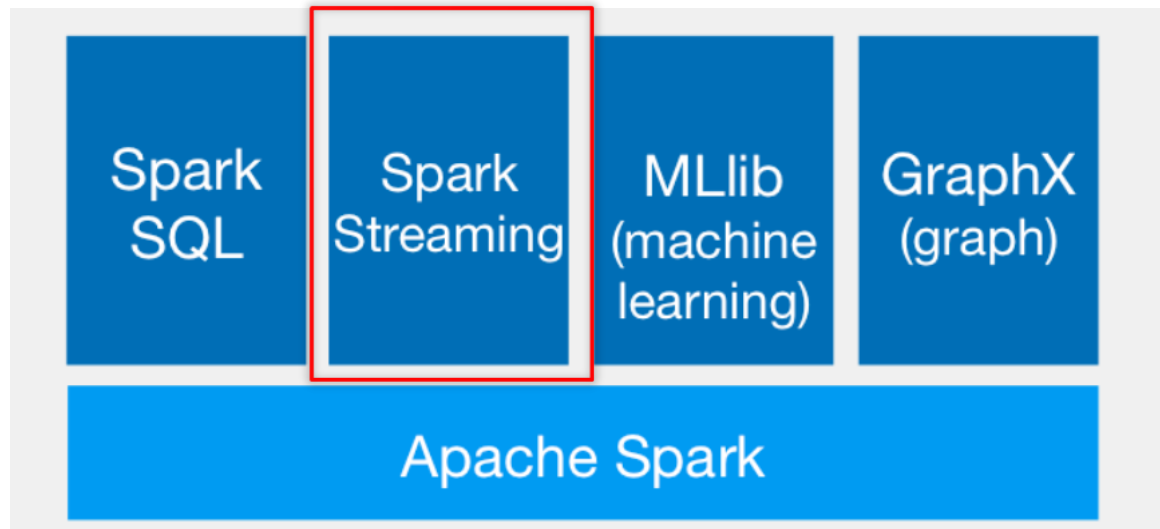 Spark
SQL
Spark
Streaming
MLlib
(machine
learning)
GraphX
(graph)
Apache Spark